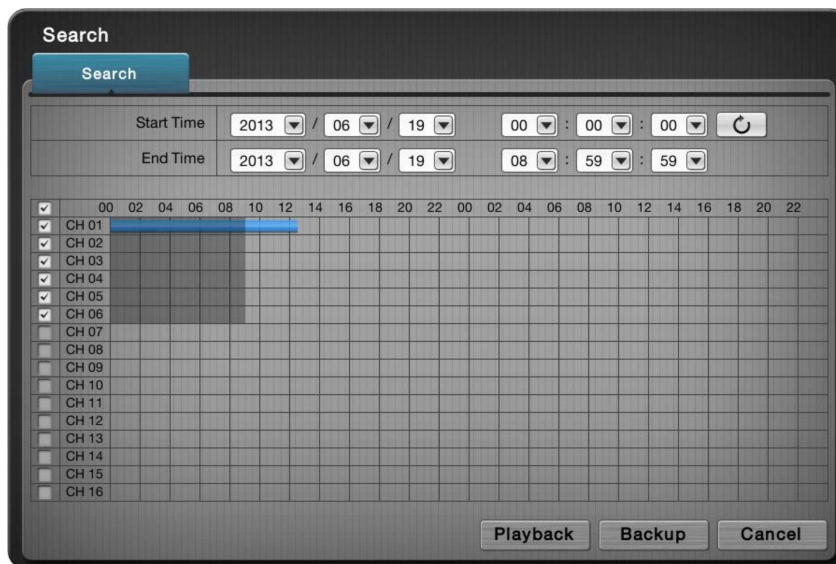 Search
Search
Start Time 2013 / 06 / 19 00 : 00 : 00
End Time 2013 / 06 / 19 08 : 59 : 59
00 02 04 06 08 10 12 14 16 18 20 22 00 02 04 06 08 10 12 14 16 18 20 22
CH 01
CH 02
CH 03
CH 04
CH 05
CH 06
CH 07
CH 08
CH 09
CH 10
CH 11
CH 12
CH 13
CH 14
CH 15
CH 16
Playback Backup Cancel